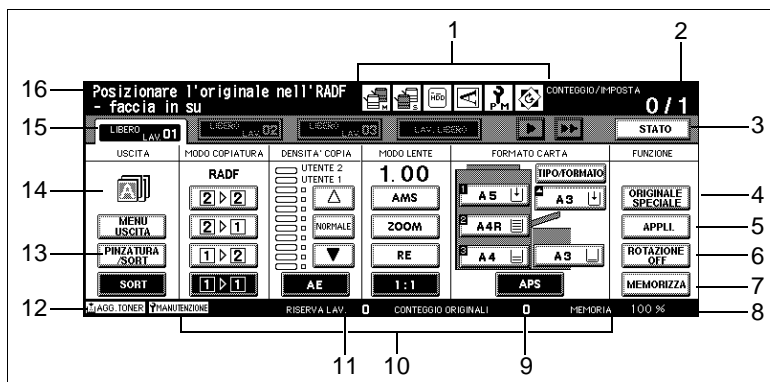 1
2
16
Posizionare l'originale nell'RADF
- faccia in su
M
S
HDD
PM
CONTEGGIO/IMPOSTA
0/1
15
LIBERO LAV.01
LIBERO LAV.02
LIBERO LAV.03
LAV. LIBERO
STATO
3
USCITA
MODO COPIATURA
DENSITA' COPIA
MODO LENTE
FORMATO CARTA
FUNZIONE
14
RADF
UTENTE 2
UTENTE 1
1.00
TIPO/FORMATO
2 ▷ 2
AMS
1 A5
A3
ORIGINALE SPECIALE
4
MENU USCITA
2 ▷ 1
NORMALE
ZOOM
2 A4R
APPLI.
5
13
PINZATURA /SORT
1 ▷ 2
RE
3 A4
A3
ROTAZIONE OFF
6
SORT
1 ▷ 1
AE
1:1
APS
MEMORIZZA
7
12
AGG.TONER
MANUTENZIONE
RISERVA LAV. 0
CONTEGGIO ORIGINALI 0
MEMORIA 100 %
8
11
10
9